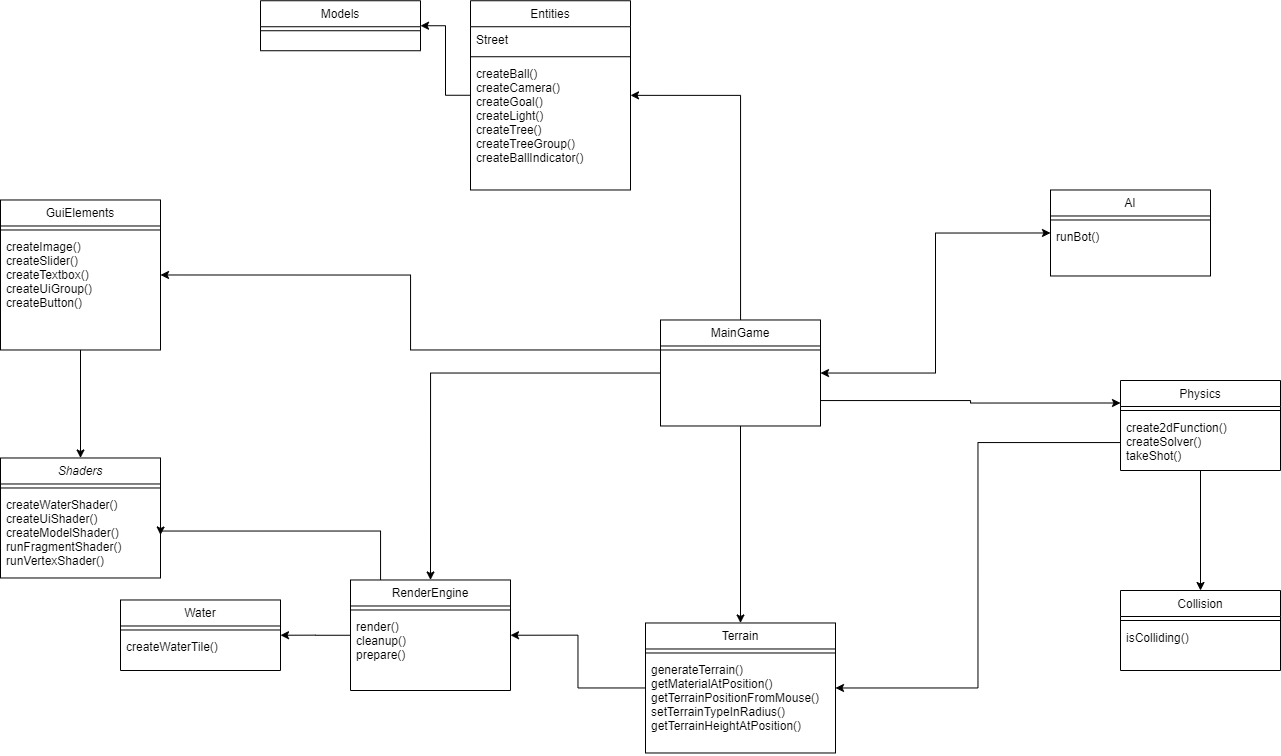 Models
Entities
Street
createBall()
createCamera()
createGoal()
createLight()
createTree()
createTreeGroup()
createBallIndicator()
AI
runBot()
GuiElements
createImage()
createSlider()
createTextbox()
createUiGroup()
createButton()
MainGame
Physics
create2dFunction()
createSolver()
takeShot()
Shaders
createWaterShader()
createUiShader()
createModelShader()
runFragmentShader()
runVertexShader()
RenderEngine
render()
cleanup()
prepare()
Water
createWaterTile()
Terrain
generateTerrain()
getMaterialAtPosition()
getTerrainPositionFromMouse()
setTerrainTypeInRadius()
getTerrainHeightAtPosition()
Collision
isColliding()